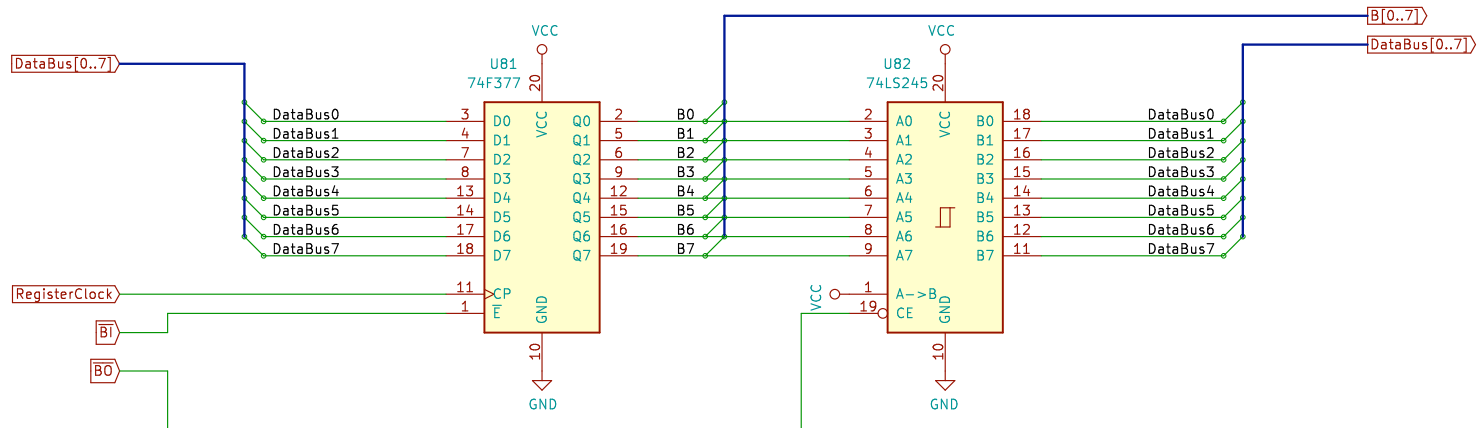 B[0..7]
VCC
VCC
DataBus[0..7]
DataBus[0..7]
U81
U82
74F377
74LS245
20
20
VCC
VCC
DataBus0 3 D0 Q0 2 B0 2 A0 B0 18 DataBus0
DataBus1 4 D1 Q1 5 B1 3 A1 B1 17 DataBus1
DataBus2 7 D2 Q2 6 B2 4 A2 B2 16 DataBus2
DataBus3 8 D3 Q3 9 B3 5 A3 B3 15 DataBus3
DataBus4 13 D4 Q4 12 B4 6 A4 B4 14 DataBus4
DataBus5 14 D5 Q5 15 B5 7 A5 B5 13 DataBus5
DataBus6 17 D6 Q6 16 B6 8 A6 B6 12 DataBus6
DataBus7 18 D7 Q7 19 B7 9 A7 B7 11 DataBus7
RegisterClock 11 CP VCC 1 A->B
1 E̅ GND 19 CE GND
B̅I̅
10
10
B̅O̅
GND
GND